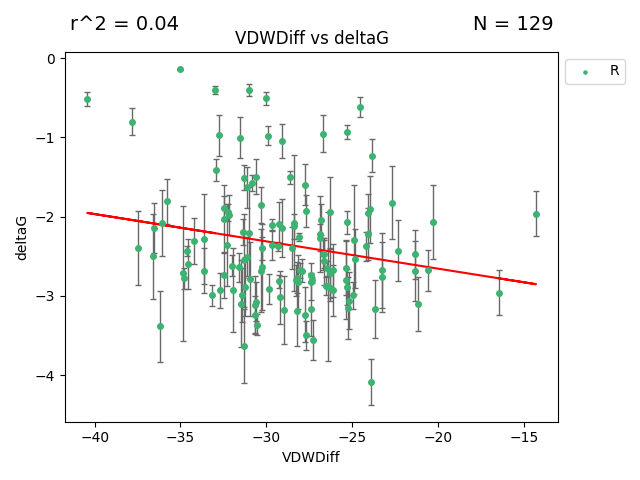 r^2 = 0.04
N = 129
VDWDiff vs deltaG
R
0
−1
−2
−3
−4
deltaG
−40
−35
−30
−25
−20
−15
VDWDiff